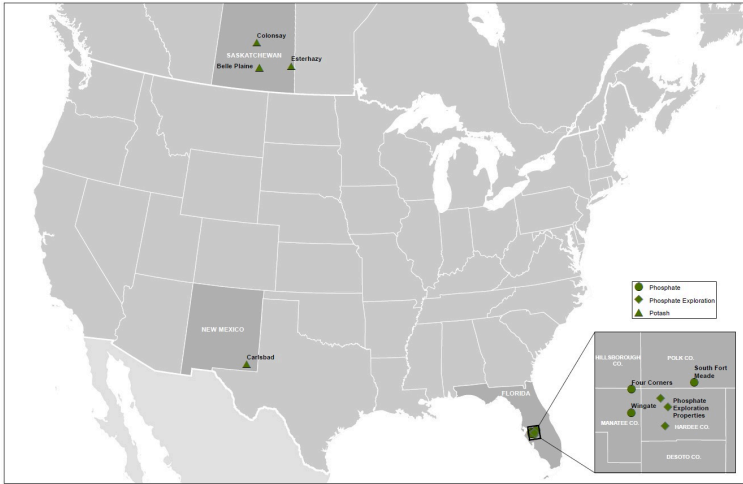 Colonsay
SASKATCHEWAN
Belle Plaine
Esterhazy
NEW MEXICO
Carlsbad
FLORIDA
Phosphate
Phosphate Exploration
Potash
HILLSBOROUGH
CO.
POLK CO.
South Fort
Meade
Four Corners
Wingate
Phosphate
Exploration
Properties
MANATEE CO.
HARDEE CO.
DESOTO CO.